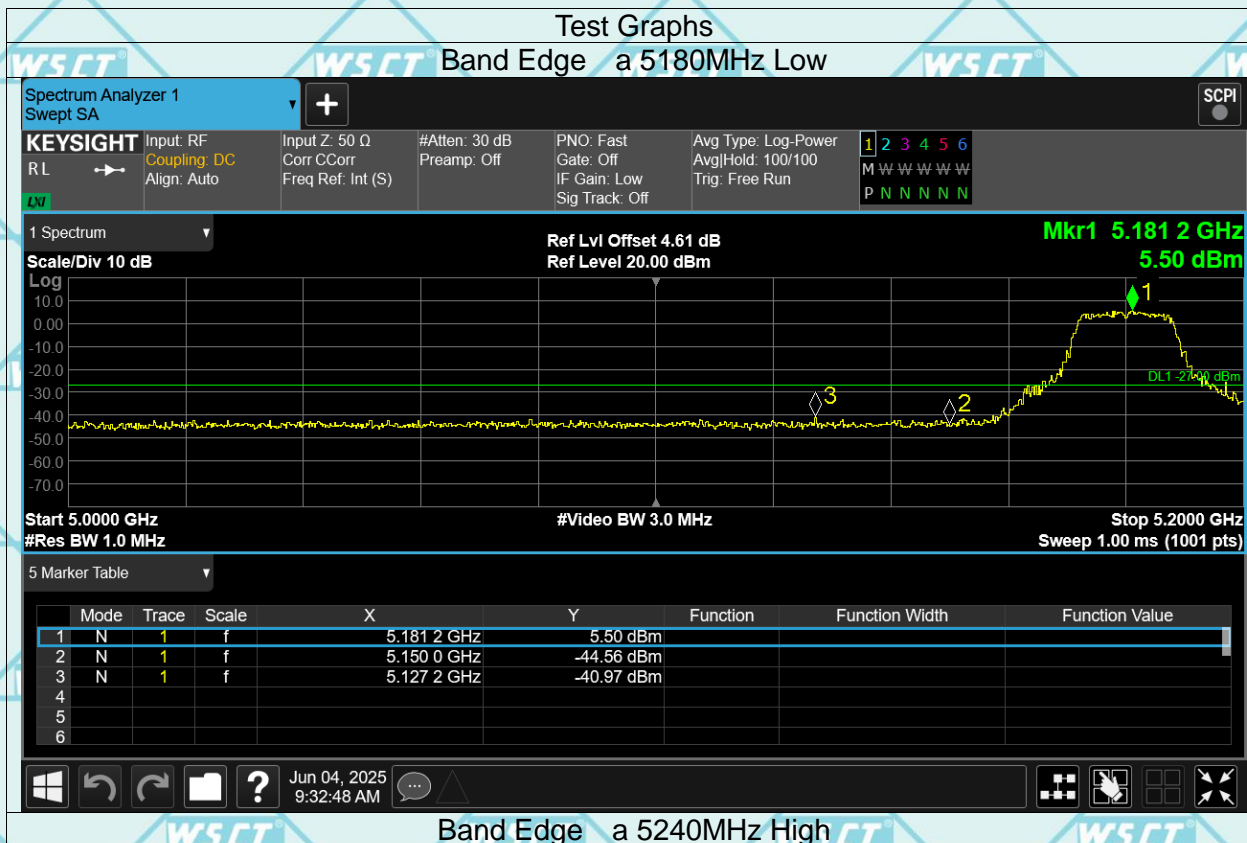 Test Graphs
Band Edge a 5180MHz Low
WSCT® WSCT® WSCT®
Spectrum Analyzer 1
Swept SA
SCPI
KEYSIGHT Input: RF Input Z: 50 Ω #Atten: 30 dB PNO: Fast Avg Type: Log-Power 1 2 3 4 5 6
RL Coupling: DC Corr CCorr Preamp: Off Gate: Off Avg|Hold: 100/100 M W W W W W
Align: Auto Freq Ref: Int (S) IF Gain: Low Trig: Free Run
LXI Sig Track: Off P N N N N N
1 Spectrum Ref Lvl Offset 4.61 dB Mkr1 5.181 2 GHz
Scale/Div 10 dB Ref Level 20.00 dBm 5.50 dBm
Log
10.0 1
0.00
-10.0
-20.0 DL1 -27.00 dBm
-30.0
-40.0 3 2
-50.0
-60.0
-70.0
Start 5.0000 GHz #Video BW 3.0 MHz Stop 5.2000 GHz
#Res BW 1.0 MHz Sweep 1.00 ms (1001 pts)
5 Marker Table
Mode Trace Scale X Y Function Function Width Function Value
1 N 1 f 5.181 2 GHz 5.50 dBm
2 N 1 f 5.150 0 GHz -44.56 dBm
3 N 1 f 5.127 2 GHz -40.97 dBm
4
5
6
? Jun 04, 2025
9:32:48 AM
Band Edge a 5240MHz High
WSCT WSCT